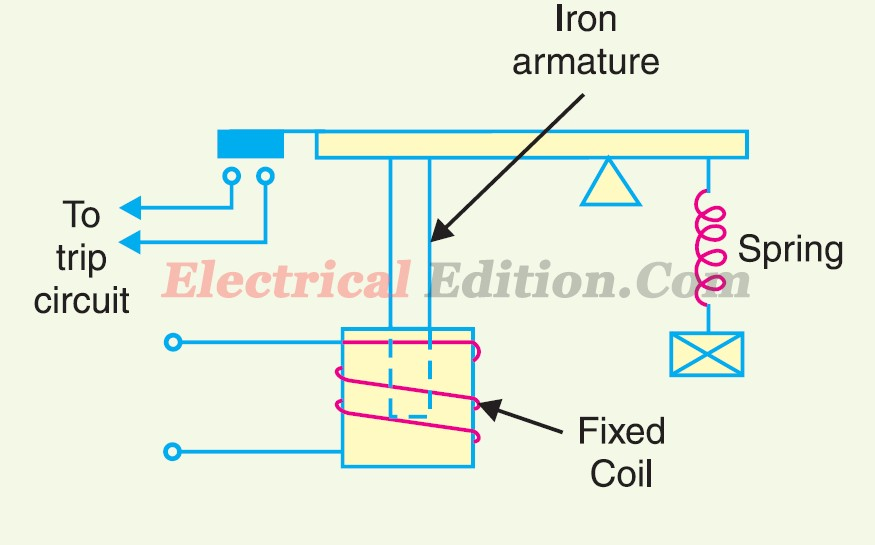 Iron
armature
To
trip
circuit
Electrical Edition.Com
Spring
Fixed
Coil